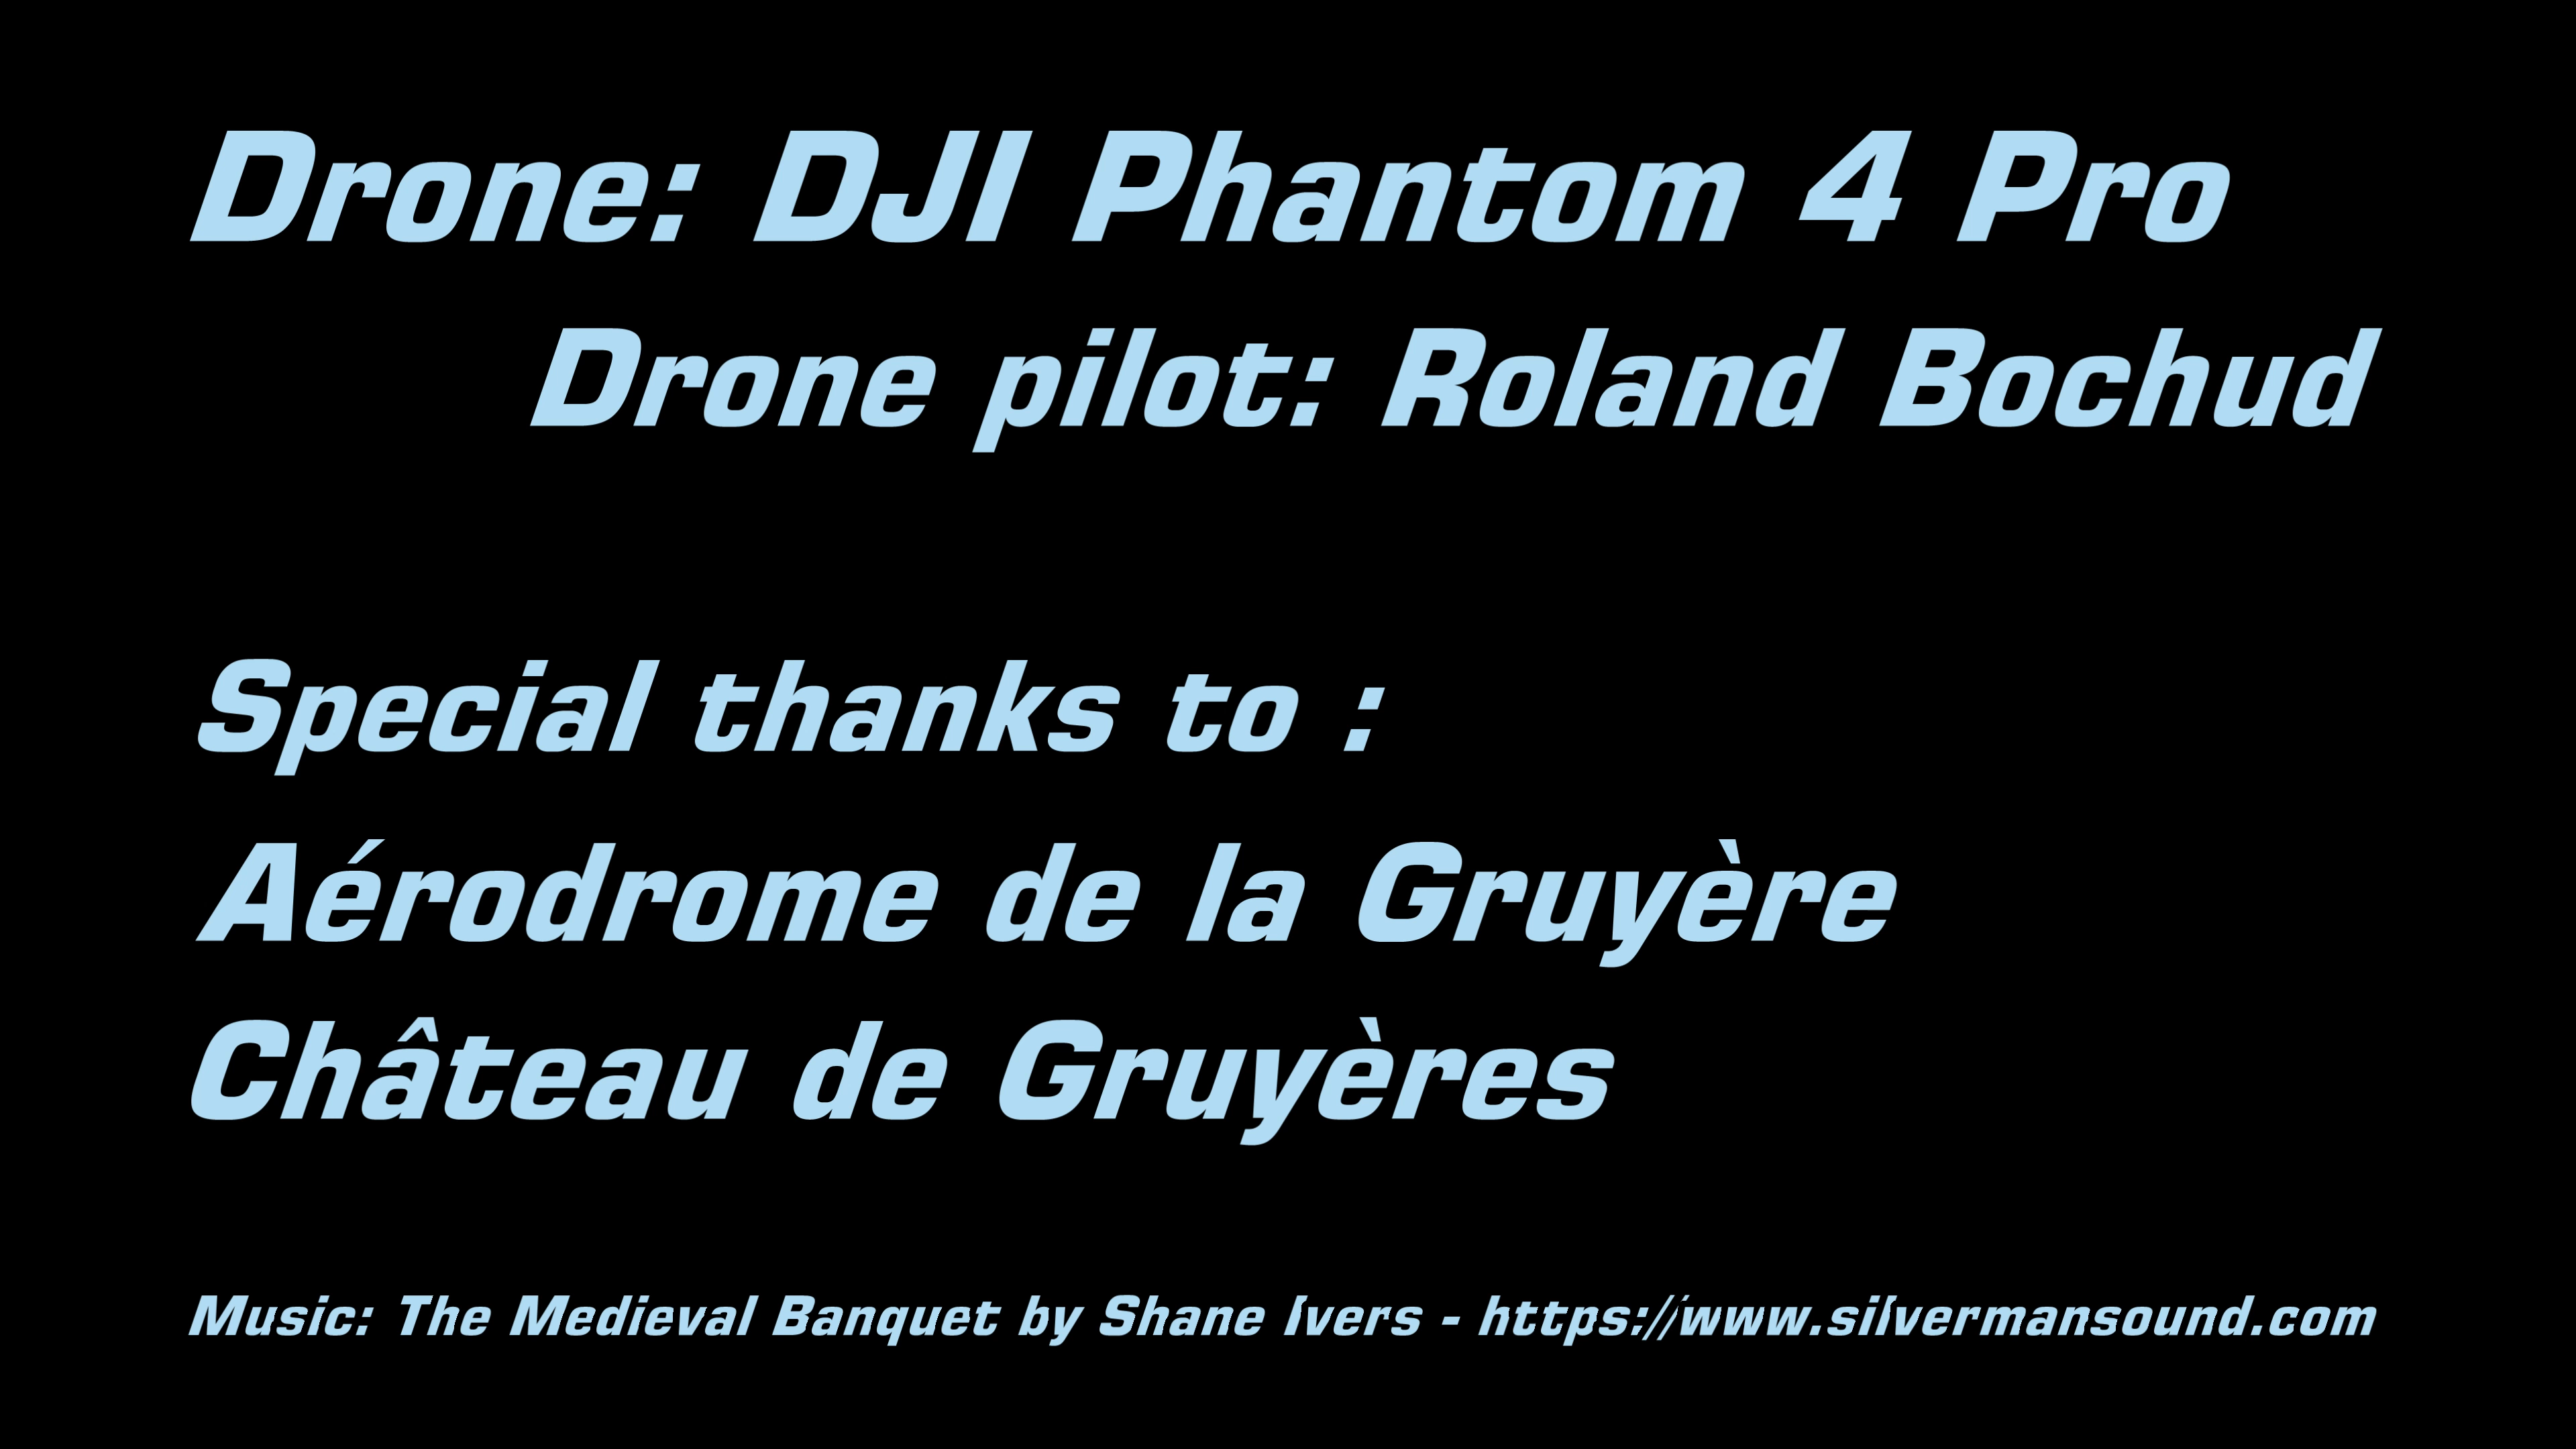 Drone: DJI Phantom 4 Pro
Drone pilot: Roland Bochud
Special thanks to :
Aérodrome de la Gruyère
Château de Gruyères
Music: The Medieval Banquet by Shane Ivers - https://www.silvermansound.com